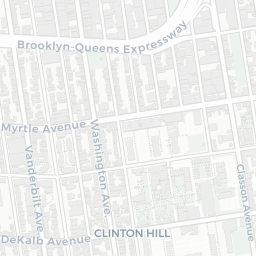 Brooklyn-Queens Expressway
Myrtle Avenue
Washington Ave.
Vanderbilt Ave.
Classon Avenue
DeKalb Avenue
CLINTON HILL